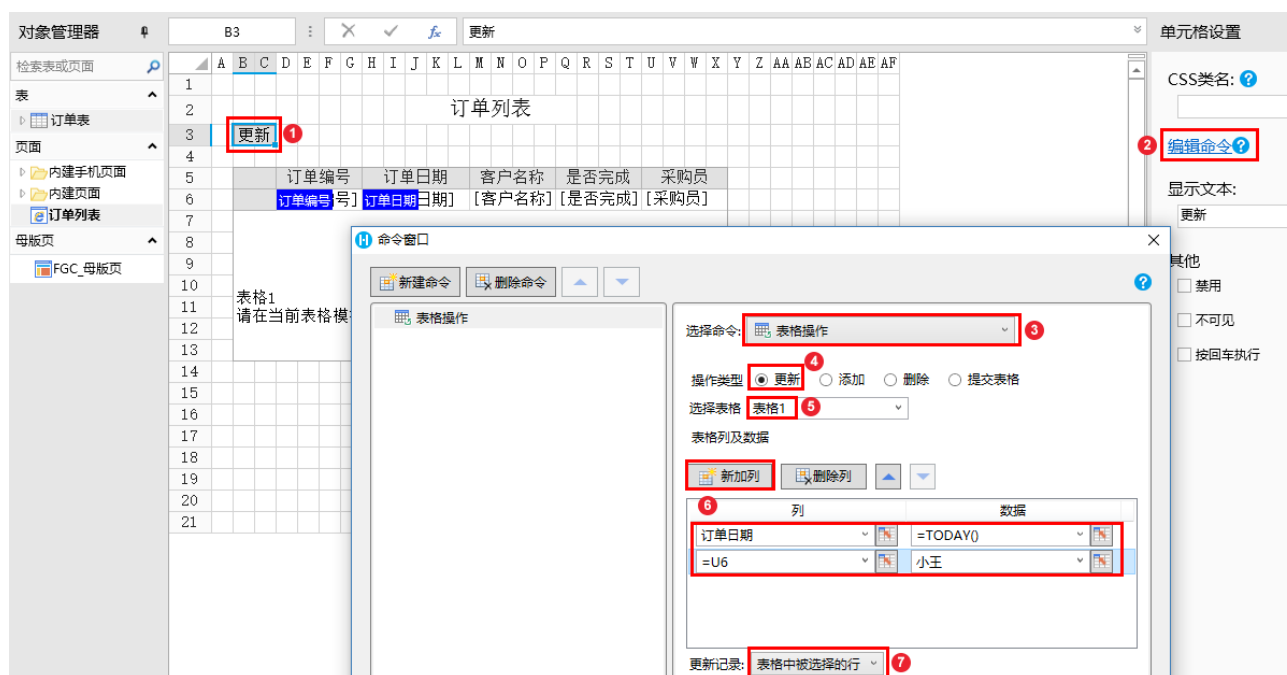 对象管理器
B3
fx
更新
单元格设置
检索表或页面
A B C D E F G H I J K L M N O P Q R S T U V W X Y Z AA AB AC AD AE AF
CSS类名:
表
1
订单表
2
订单列表
3
更新
1
2
编辑命令
页面
4
内建手机页面
5
订单编号
订单日期
客户名称
是否完成
采购员
显示文本:
内建页面
6
订单编号号]
订单日期日期]
[客户名称]
[是否完成]
[采购员]
更新
订单列表
7
母版页
8
命令窗口
其他
FGC_母版页
9
新建命令
删除命令
禁用
10
表格1
11
请在当前表格模
表格操作
选择命令:
表格操作
3
不可见
12
13
按回车执行
14
4
操作类型
更新
添加
删除
提交表格
15
选择表格
表格1
5
16
17
表格列及数据
18
新加列
删除列
19
6
20
列
数据
21
订单日期
=TODAY()
=U6
小王
更新记录:
表格中被选择的行
7